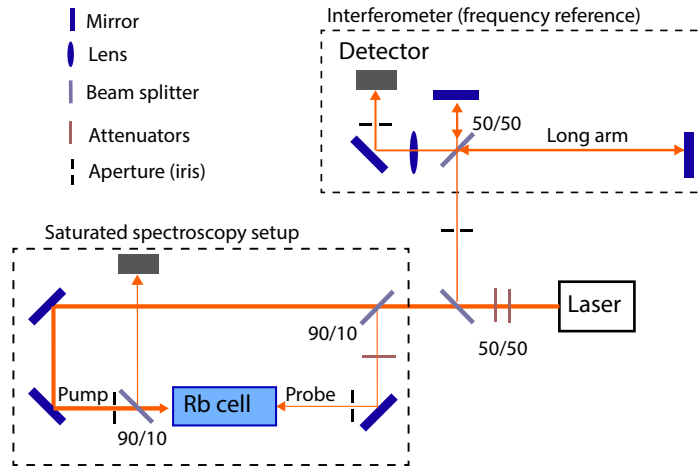 Mirror
Lens
Beam splitter
Attenuators
Aperture (iris)
Interferometer (frequency reference)
Detector
50/50
Long arm
Saturated spectroscopy setup
Laser
90/10
50/50
Pump
Rb cell
Probe
90/10